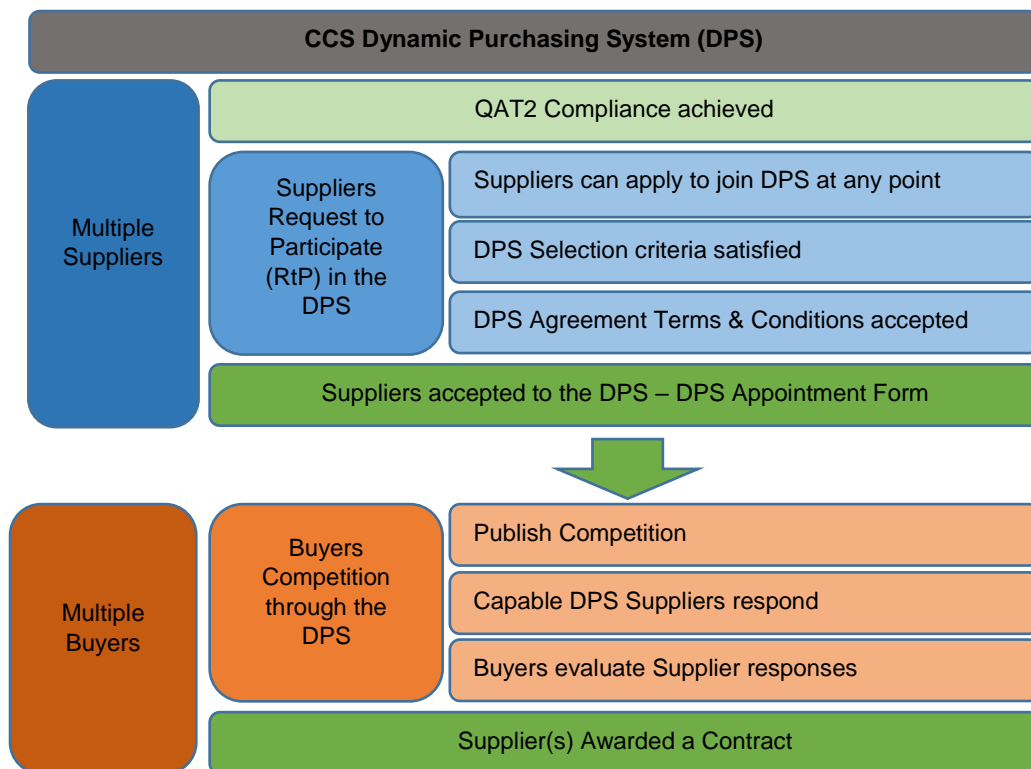 CCS Dynamic Purchasing System (DPS)
Multiple
Suppliers
QAT2 Compliance achieved
Suppliers
Request to
Participate
(RtP) in the
DPS
Suppliers can apply to join DPS at any point
DPS Selection criteria satisfied
DPS Agreement Terms & Conditions accepted
Suppliers accepted to the DPS – DPS Appointment Form
Multiple
Buyers
Buyers
Competition
through the
DPS
Publish Competition
Capable DPS Suppliers respond
Buyers evaluate Supplier responses
Supplier(s) Awarded a Contract